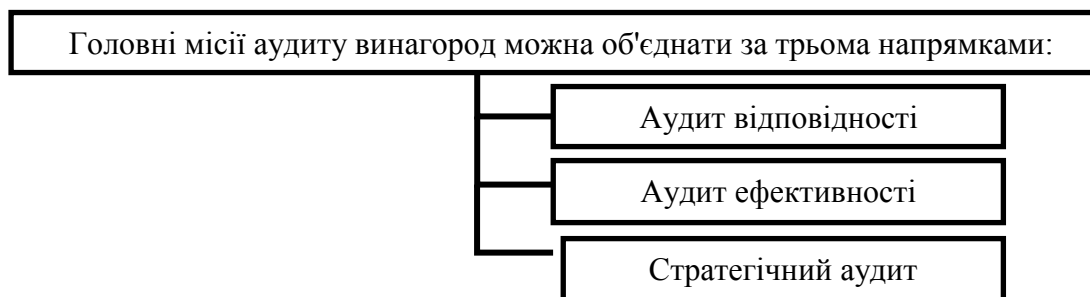 Головні місії аудиту винагород можна об'єднати за трьома напрямками:
Аудит відповідності
Аудит ефективності
Стратегічний аудит